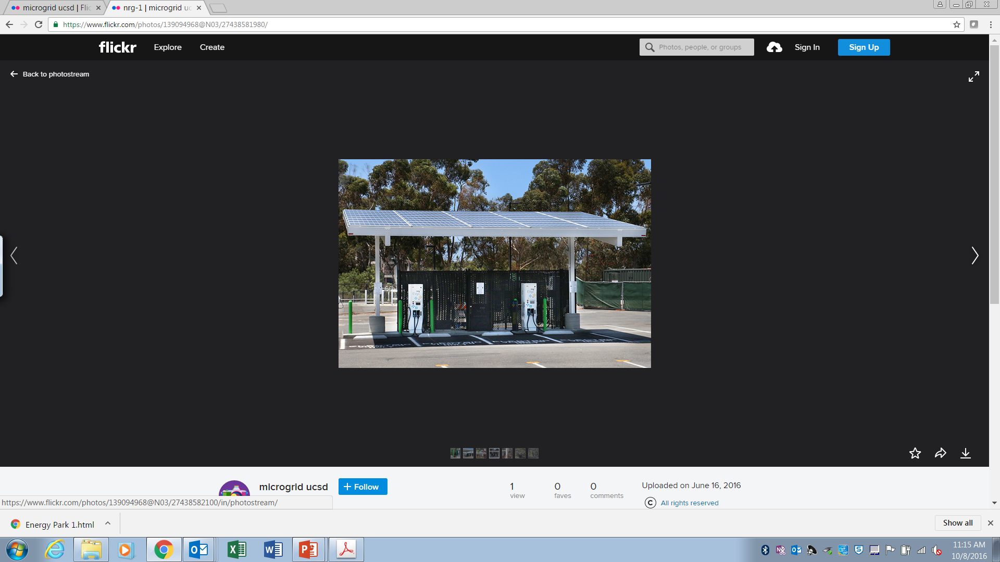 microgrid ucsd | Flic
nrg-1 | microgrid uc
https://www.flickr.com/photos/139094968@N03/27438581980/
flickr
Explore
Create
Photos, people, or groups
Sign In
Sign Up
Back to photostream
microgrid ucsd
+ Follow
1
view
0
faves
0
comments
Uploaded on June 16, 2016
© All rights reserved
https://www.flickr.com/photos/139094968@N03/27438582100/in/photostream/
Energy Park 1.html
Show all
11:15 AM
10/8/2016